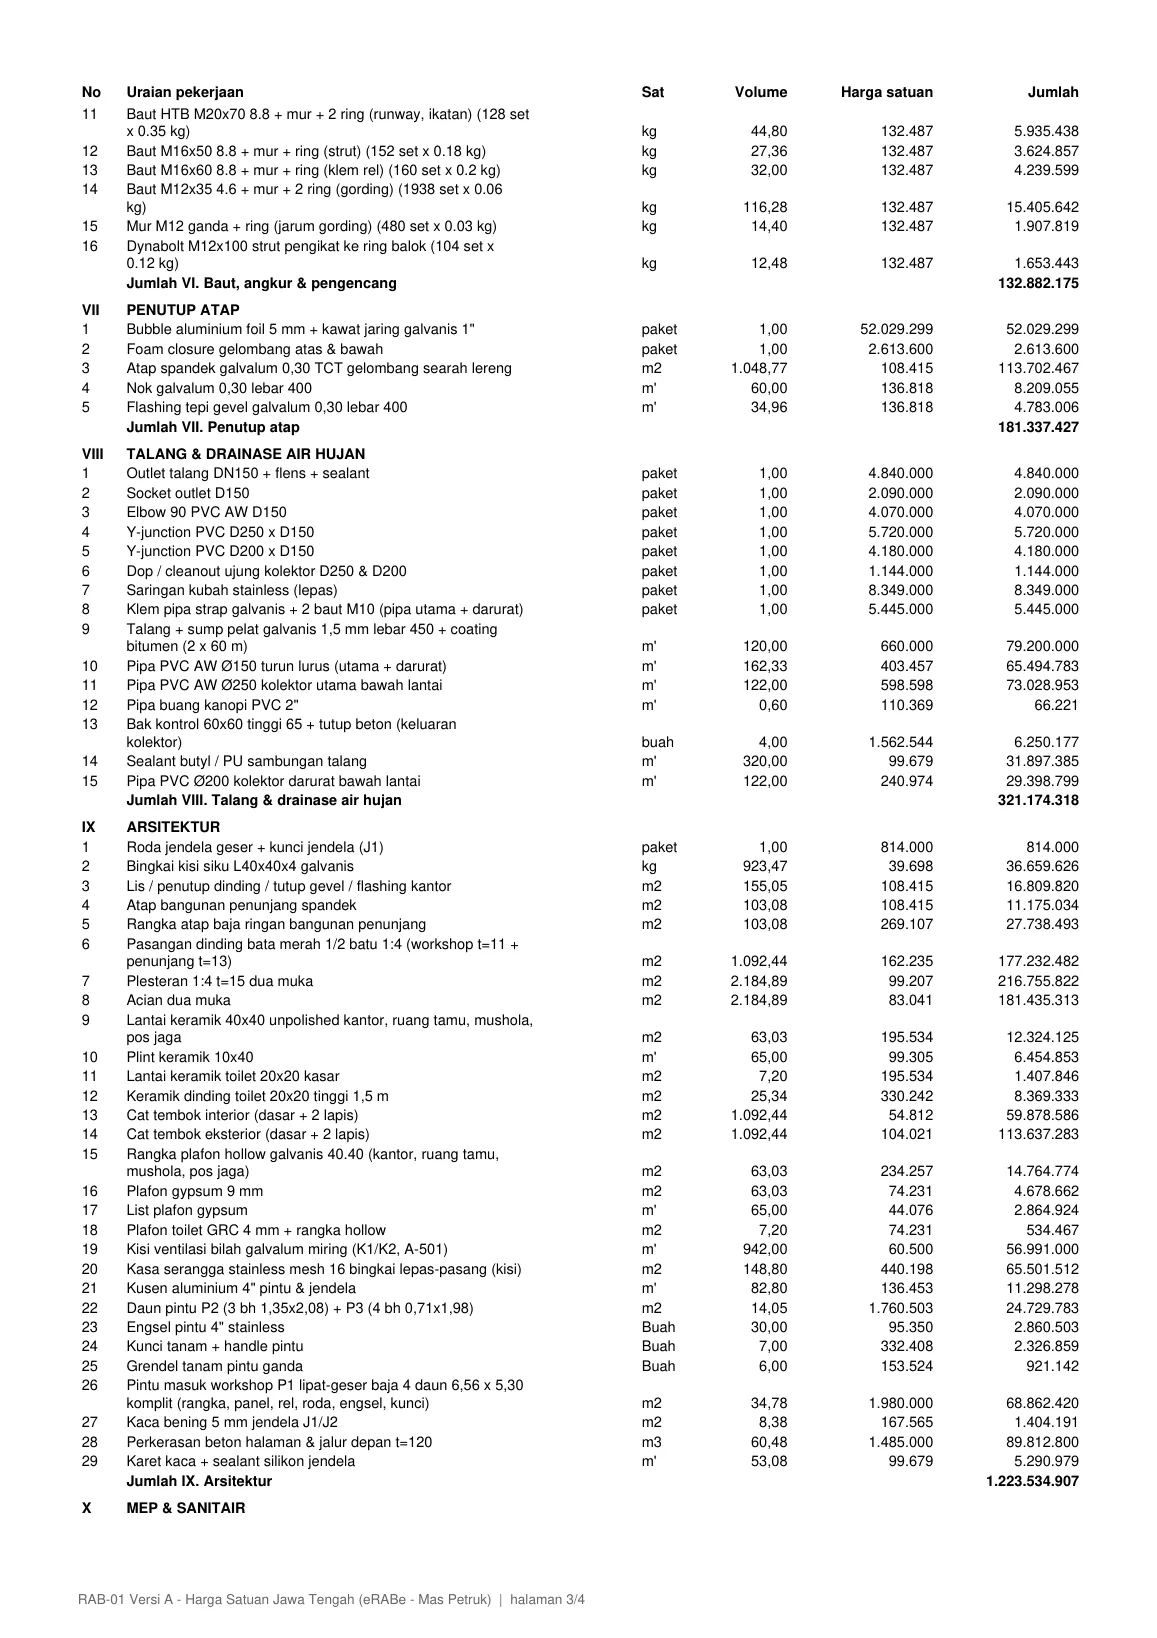 No Uraian pekerjaan Sat Volume Harga satuan Jumlah
11 Baut HTB M20x70 8.8 + mur + 2 ring (runway, ikatan) (128 set
x 0.35 kg) kg 44,80 132.487 5.935.438
12 Baut M16x50 8.8 + mur + ring (strut) (152 set x 0.18 kg) kg 27,36 132.487 3.624.857
13 Baut M16x60 8.8 + mur + ring (klem rel) (160 set x 0.2 kg) kg 32,00 132.487 4.239.599
14 Baut M12x35 4.6 + mur + 2 ring (gording) (1938 set x 0.06
kg) kg 116,28 132.487 15.405.642
15 Mur M12 ganda + ring (jarum gording) (480 set x 0.03 kg) kg 14,40 132.487 1.907.819
16 Dynabolt M12x100 strut pengikat ke ring balok (104 set x
0.12 kg) kg 12,48 132.487 1.653.443
Jumlah VI. Baut, angkur & pengencang 132.882.175
VII PENUTUP ATAP
1 Bubble aluminium foil 5 mm + kawat jaring galvanis 1" paket 1,00 52.029.299 52.029.299
2 Foam closure gelombang atas & bawah paket 1,00 2.613.600 2.613.600
3 Atap spandek galvalum 0,30 TCT gelombang searah lereng m2 1.048,77 108.415 113.702.467
4 Nok galvalum 0,30 lebar 400 m' 60,00 136.818 8.209.055
5 Flashing tepi gevel galvalum 0,30 lebar 400 m' 34,96 136.818 4.783.006
Jumlah VII. Penutup atap 181.337.427
VIII TALANG & DRAINASE AIR HUJAN
1 Outlet talang DN150 + flens + sealant paket 1,00 4.840.000 4.840.000
2 Socket outlet D150 paket 1,00 2.090.000 2.090.000
3 Elbow 90 PVC AW D150 paket 1,00 4.070.000 4.070.000
4 Y-junction PVC D250 x D150 paket 1,00 5.720.000 5.720.000
5 Y-junction PVC D200 x D150 paket 1,00 4.180.000 4.180.000
6 Dop / cleanout ujung kolektor D250 & D200 paket 1,00 1.144.000 1.144.000
7 Saringan kubah stainless (lepas) paket 1,00 8.349.000 8.349.000
8 Klem pipa strap galvanis + 2 baut M10 (pipa utama + darurat) paket 1,00 5.445.000 5.445.000
9 Talang + sump pelat galvanis 1,5 mm lebar 450 + coating
bitumen (2 x 60 m) m' 120,00 660.000 79.200.000
10 Pipa PVC AW Ø150 turun lurus (utama + darurat) m' 162,33 403.457 65.494.783
11 Pipa PVC AW Ø250 kolektor utama bawah lantai m' 122,00 598.598 73.028.953
12 Pipa buang kanopi PVC 2" m' 0,60 110.369 66.221
13 Bak kontrol 60x60 tinggi 65 + tutup beton (keluaran
kolektor) buah 4,00 1.562.544 6.250.177
14 Sealant butyl / PU sambungan talang m' 320,00 99.679 31.897.385
15 Pipa PVC Ø200 kolektor darurat bawah lantai m' 122,00 240.974 29.398.799
Jumlah VIII. Talang & drainase air hujan 321.174.318
IX ARSITEKTUR
1 Roda jendela geser + kunci jendela (J1) paket 1,00 814.000 814.000
2 Bingkai kisi siku L40x40x4 galvanis kg 923,47 39.698 36.659.626
3 Lis / penutup dinding / tutup gevel / flashing kantor m2 155,05 108.415 16.809.820
4 Atap bangunan penunjang spandek m2 103,08 108.415 11.175.034
5 Rangka atap baja ringan bangunan penunjang m2 103,08 269.107 27.738.493
6 Pasangan dinding bata merah 1/2 batu 1:4 (workshop t=11 +
penunjang t=13) m2 1.092,44 162.235 177.232.482
7 Plesteran 1:4 t=15 dua muka m2 2.184,89 99.207 216.755.822
8 Acian dua muka m2 2.184,89 83.041 181.435.313
9 Lantai keramik 40x40 unpolished kantor, ruang tamu, mushola,
pos jaga m2 63,03 195.534 12.324.125
10 Plint keramik 10x40 m' 65,00 99.305 6.454.853
11 Lantai keramik toilet 20x20 kasar m2 7,20 195.534 1.407.846
12 Keramik dinding toilet 20x20 tinggi 1,5 m m2 25,34 330.242 8.369.333
13 Cat tembok interior (dasar + 2 lapis) m2 1.092,44 54.812 59.878.586
14 Cat tembok eksterior (dasar + 2 lapis) m2 1.092,44 104.021 113.637.283
15 Rangka plafon hollow galvanis 40.40 (kantor, ruang tamu,
mushola, pos jaga) m2 63,03 234.257 14.764.774
16 Plafon gypsum 9 mm m2 63,03 74.231 4.678.662
17 List plafon gypsum m' 65,00 44.076 2.864.924
18 Plafon toilet GRC 4 mm + rangka hollow m2 7,20 74.231 534.467
19 Kisi ventilasi bilah galvalum miring (K1/K2, A-501) m' 942,00 60.500 56.991.000
20 Kasa serangga stainless mesh 16 bingkai lepas-pasang (kisi) m2 148,80 440.198 65.501.512
21 Kusen aluminium 4" pintu & jendela m' 82,80 136.453 11.298.278
22 Daun pintu P2 (3 bh 1,35x2,08) + P3 (4 bh 0,71x1,98) m2 14,05 1.760.503 24.729.783
23 Engsel pintu 4" stainless Buah 30,00 95.350 2.860.503
24 Kunci tanam + handle pintu Buah 7,00 332.408 2.326.859
25 Grendel tanam pintu ganda Buah 6,00 153.524 921.142
26 Pintu masuk workshop P1 lipat-geser baja 4 daun 6,56 x 5,30
komplit (rangka, panel, rel, roda, engsel, kunci) m2 34,78 1.980.000 68.862.420
27 Kaca bening 5 mm jendela J1/J2 m2 8,38 167.565 1.404.191
28 Perkerasan beton halaman & jalur depan t=120 m3 60,48 1.485.000 89.812.800
29 Karet kaca + sealant silikon jendela m' 53,08 99.679 5.290.979
Jumlah IX. Arsitektur 1.223.534.907
X MEP & SANITAIR
RAB-01 Versi A - Harga Satuan Jawa Tengah (eRABe - Mas Petruk) | halaman 3/4